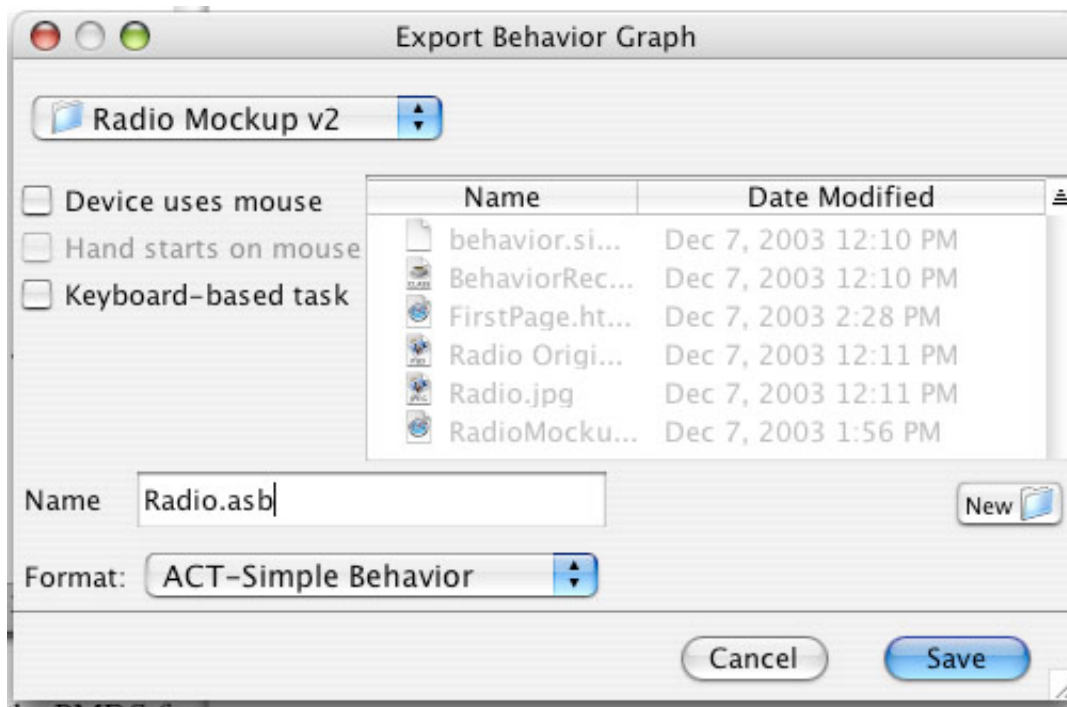 Export Behavior Graph
Radio Mockup v2
Device uses mouse
Hand starts on mouse
Keyboard-based task
Name Date Modified
behavior.si... Dec 7, 2003 12:10 PM
BehaviorRec... Dec 7, 2003 12:10 PM
FirstPage.ht... Dec 7, 2003 2:28 PM
Radio Origi... Dec 7, 2003 12:11 PM
Radio.jpg Dec 7, 2003 12:11 PM
RadioMocku... Dec 7, 2003 1:56 PM
Name Radio.asb
New
Format: ACT-Simple Behavior
Cancel Save